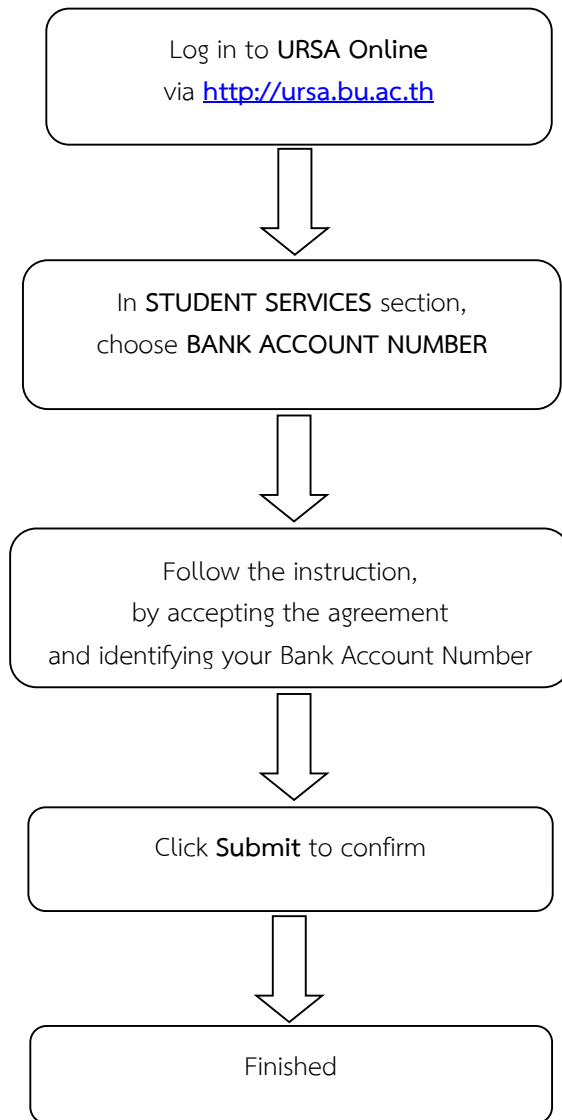 Log in to URSA Online
via http://ursa.bu.ac.th
In STUDENT SERVICES section,
choose BANK ACCOUNT NUMBER
Follow the instruction,
by accepting the agreement
and identifying your Bank Account Number
Click Submit to confirm
Finished